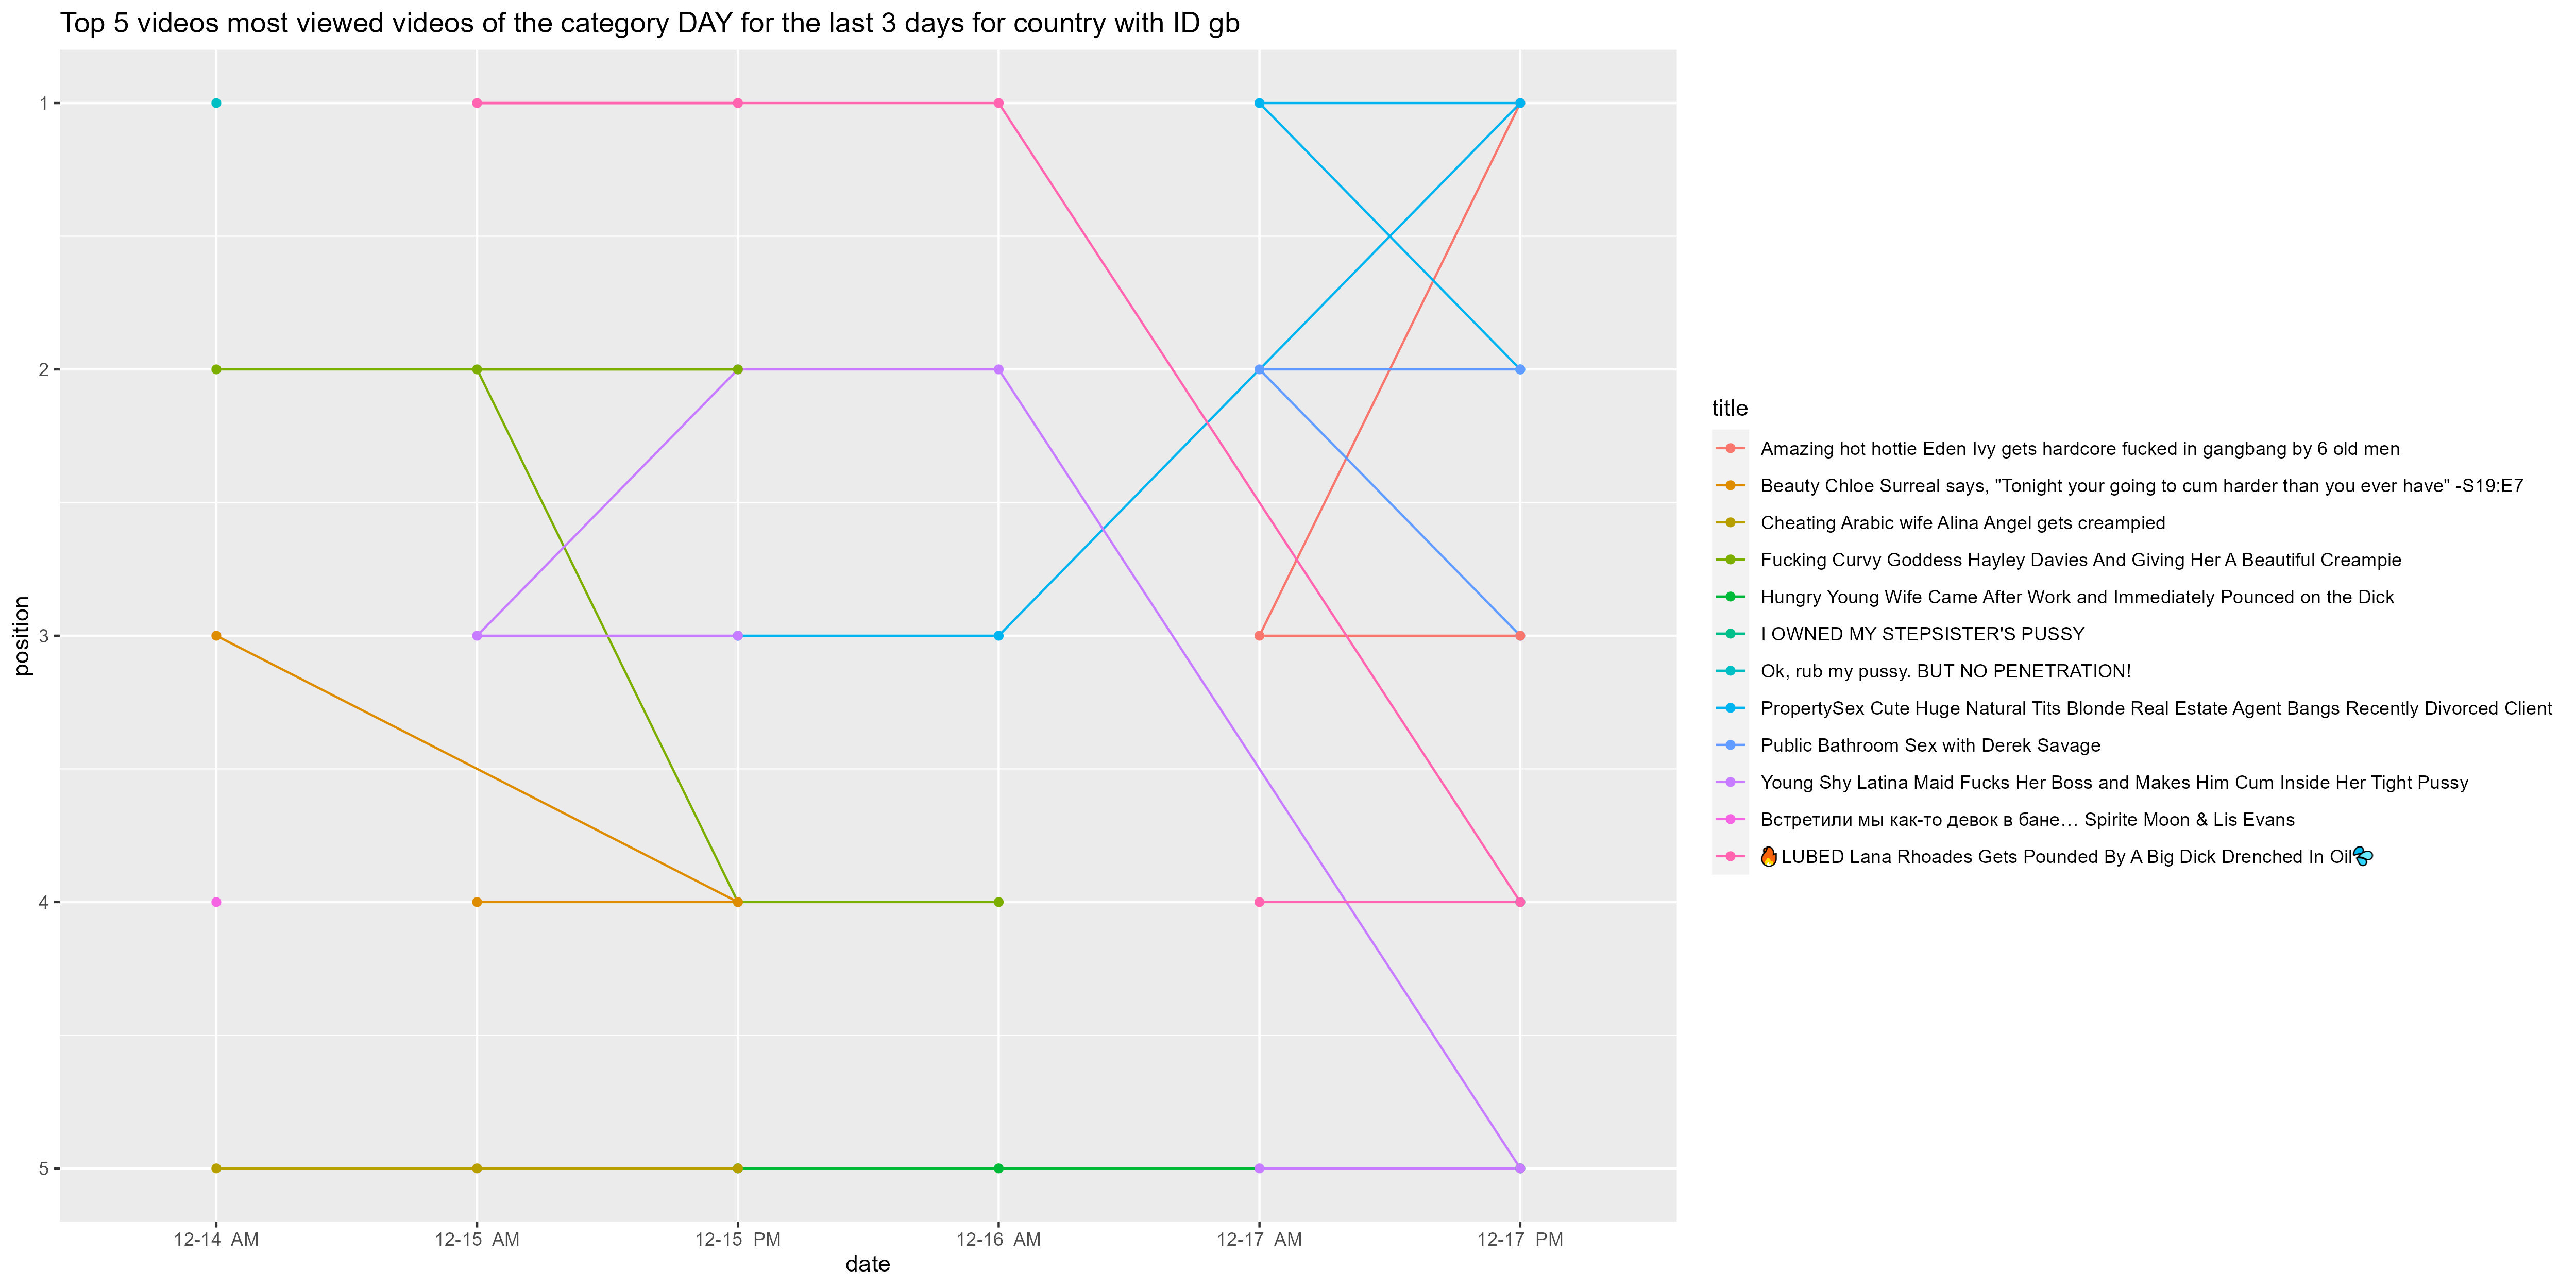 Top 5 videos most viewed videos of the category DAY for the last 3 days for country with ID gb
position
1
2
3
4
5
12-14 AM
12-15 AM
12-15 PM
12-16 AM
12-17 AM
12-17 PM
date
title
Amazing hot hottie Eden Ivy gets hardcore fucked in gangbang by 6 old men
Beauty Chloe Surreal says, "Tonight your going to cum harder than you ever have" -S19:E7
Cheating Arabic wife Alina Angel gets creampied
Fucking Curvy Goddess Hayley Davies And Giving Her A Beautiful Creampie
Hungry Young Wife Came After Work and Immediately Pounced on the Dick
I OWNED MY STEPSISTER'S PUSSY
Ok, rub my pussy. BUT NO PENETRATION!
PropertySex Cute Huge Natural Tits Blonde Real Estate Agent Bangs Recently Divorced Client
Public Bathroom Sex with Derek Savage
Young Shy Latina Maid Fucks Her Boss and Makes Him Cum Inside Her Tight Pussy
Встретили мы как-то девок в бане… Spirite Moon & Lis Evans
🔥LUBED Lana Rhoades Gets Pounded By A Big Dick Drenched In Oil💦